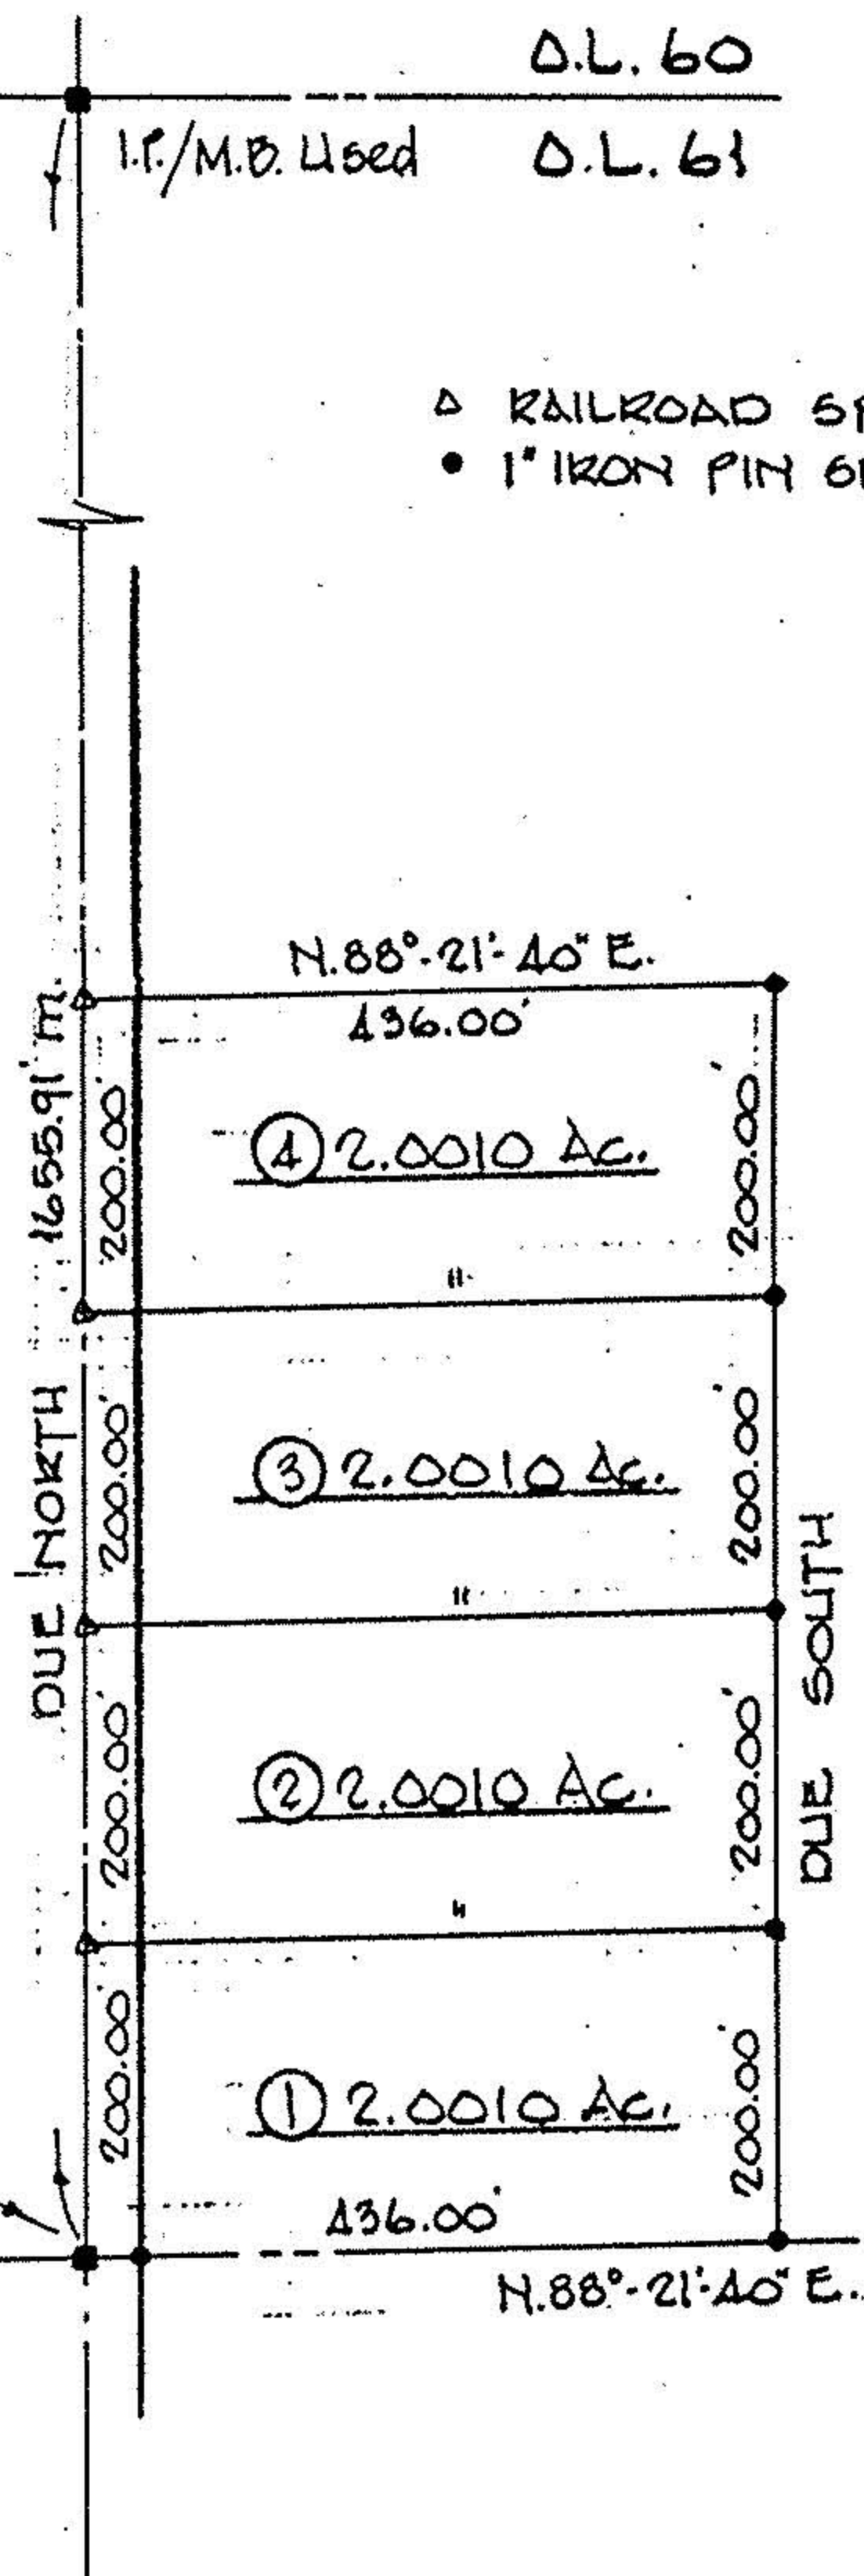 O.L. 60
I.P./M.B. Used
O.L. 61
△ RAILROAD SP
● 1" IRON PIN
N.88°-21'-40" E.
436.00'
1655.91' m.
200.00'
④ 2.0010 Ac.
200.00'
"
200.00'
③ 2.0010 Ac.
200.00'
DUE NORTH
"
DUE SOUTH
200.00'
② 2.0010 Ac.
200.00'
"
200.00'
① 2.0010 Ac.
200.00'
436.00'
N.88°-21'-40" E.